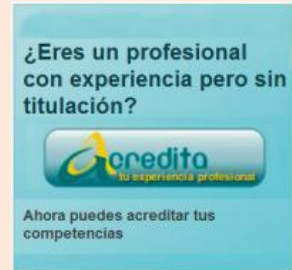 ¿Eres un profesional
con experiencia pero sin
titulación?
acredita
tu experiencia profesional
Ahora puedes acreditar tus
competencias